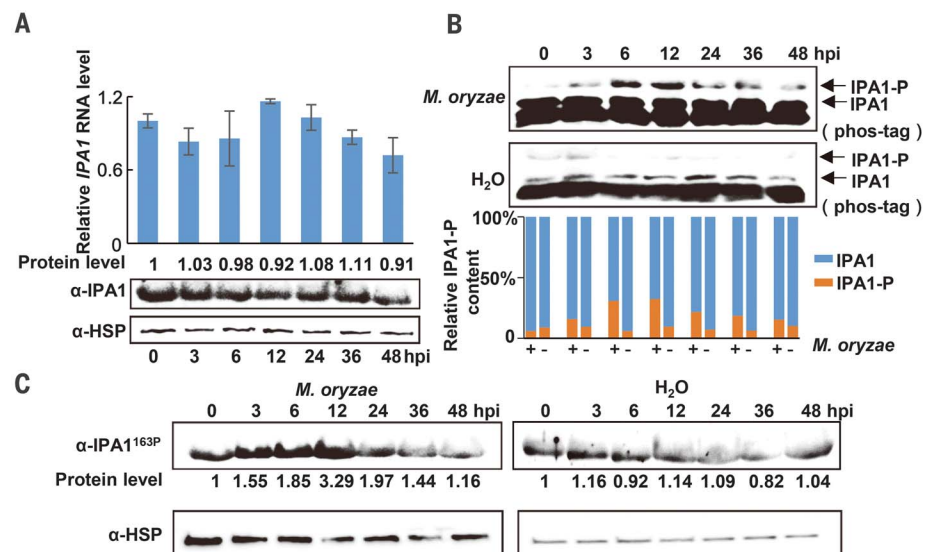 A
Relative IPA1 RNA level
1.2
0.6
0
Protein level 1 1.03 0.98 0.92 1.08 1.11 0.91
α-IPA1
α-HSP
0 3 6 12 24 36 48 hpi
B
0 3 6 12 24 36 48 hpi
M. oryzae
IPA1-P
IPA1
( phos-tag )
H2O
IPA1-P
IPA1
( phos-tag )
Relative IPA1-P content
100%
50%
0
IPA1
IPA1-P
+ - + - + - + - + - + - + - M. oryzae
C
M. oryzae
0 3 6 12 24 36 48 hpi
α-IPA1163P
Protein level 1 1.55 1.85 3.29 1.97 1.44 1.16
α-HSP
H2O
0 3 6 12 24 36 48 hpi
1 1.16 0.92 1.14 1.09 0.82 1.04